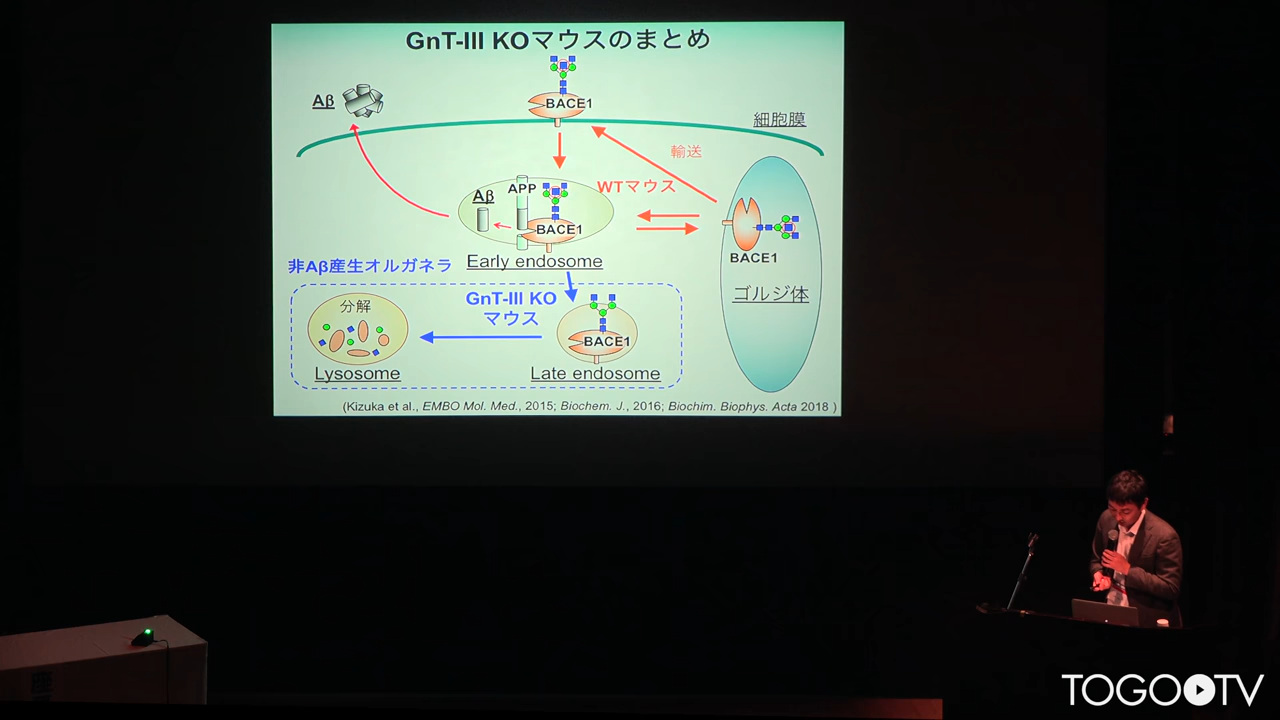 GnT-III KOマウスのまとめ
BACE1
Aβ
細胞膜
輸送
WTマウス
APP
Aβ
BACE1
Early endosome
BACE1
ゴルジ体
非Aβ産生オルガネラ
GnT-III KO
マウス
分解
BACE1
Lysosome
Late endosome
(Kizuka et al., EMBO Mol. Med., 2015; Biochem. J., 2016; Biochim. Biophys. Acta 2018 )
TOGO TV